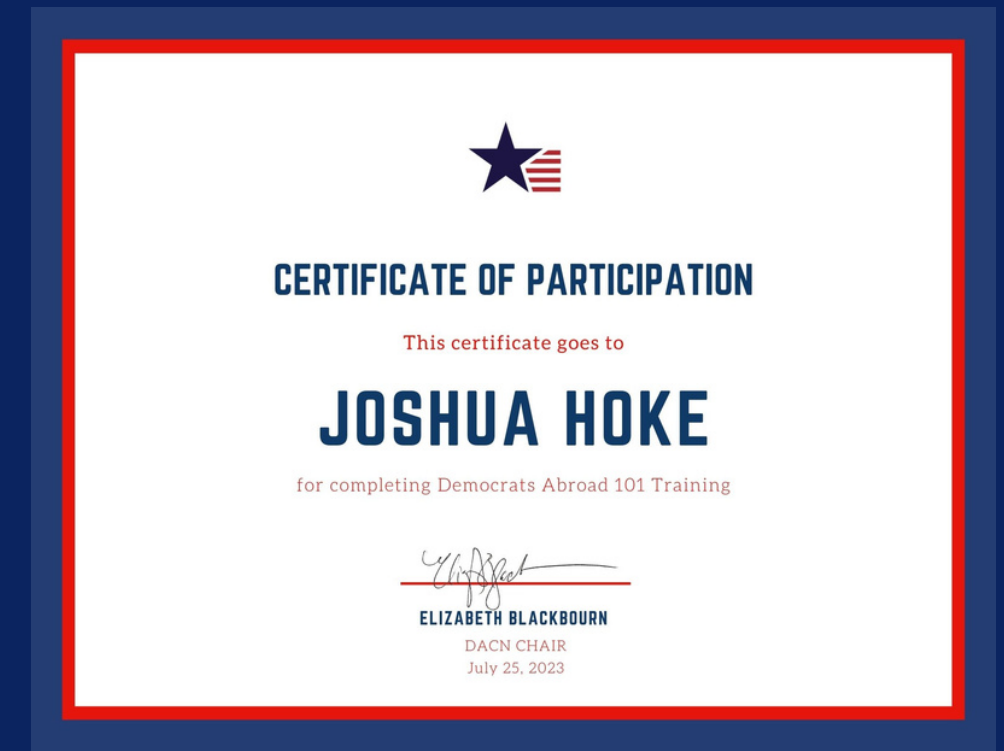 CERTIFICATE OF PARTICIPATION
This certificate goes to
JOSHUA HOKE
for completing Democrats Abroad 101 Training
ELIZABETH BLACKBOURN
DACN CHAIR
July 25, 2023